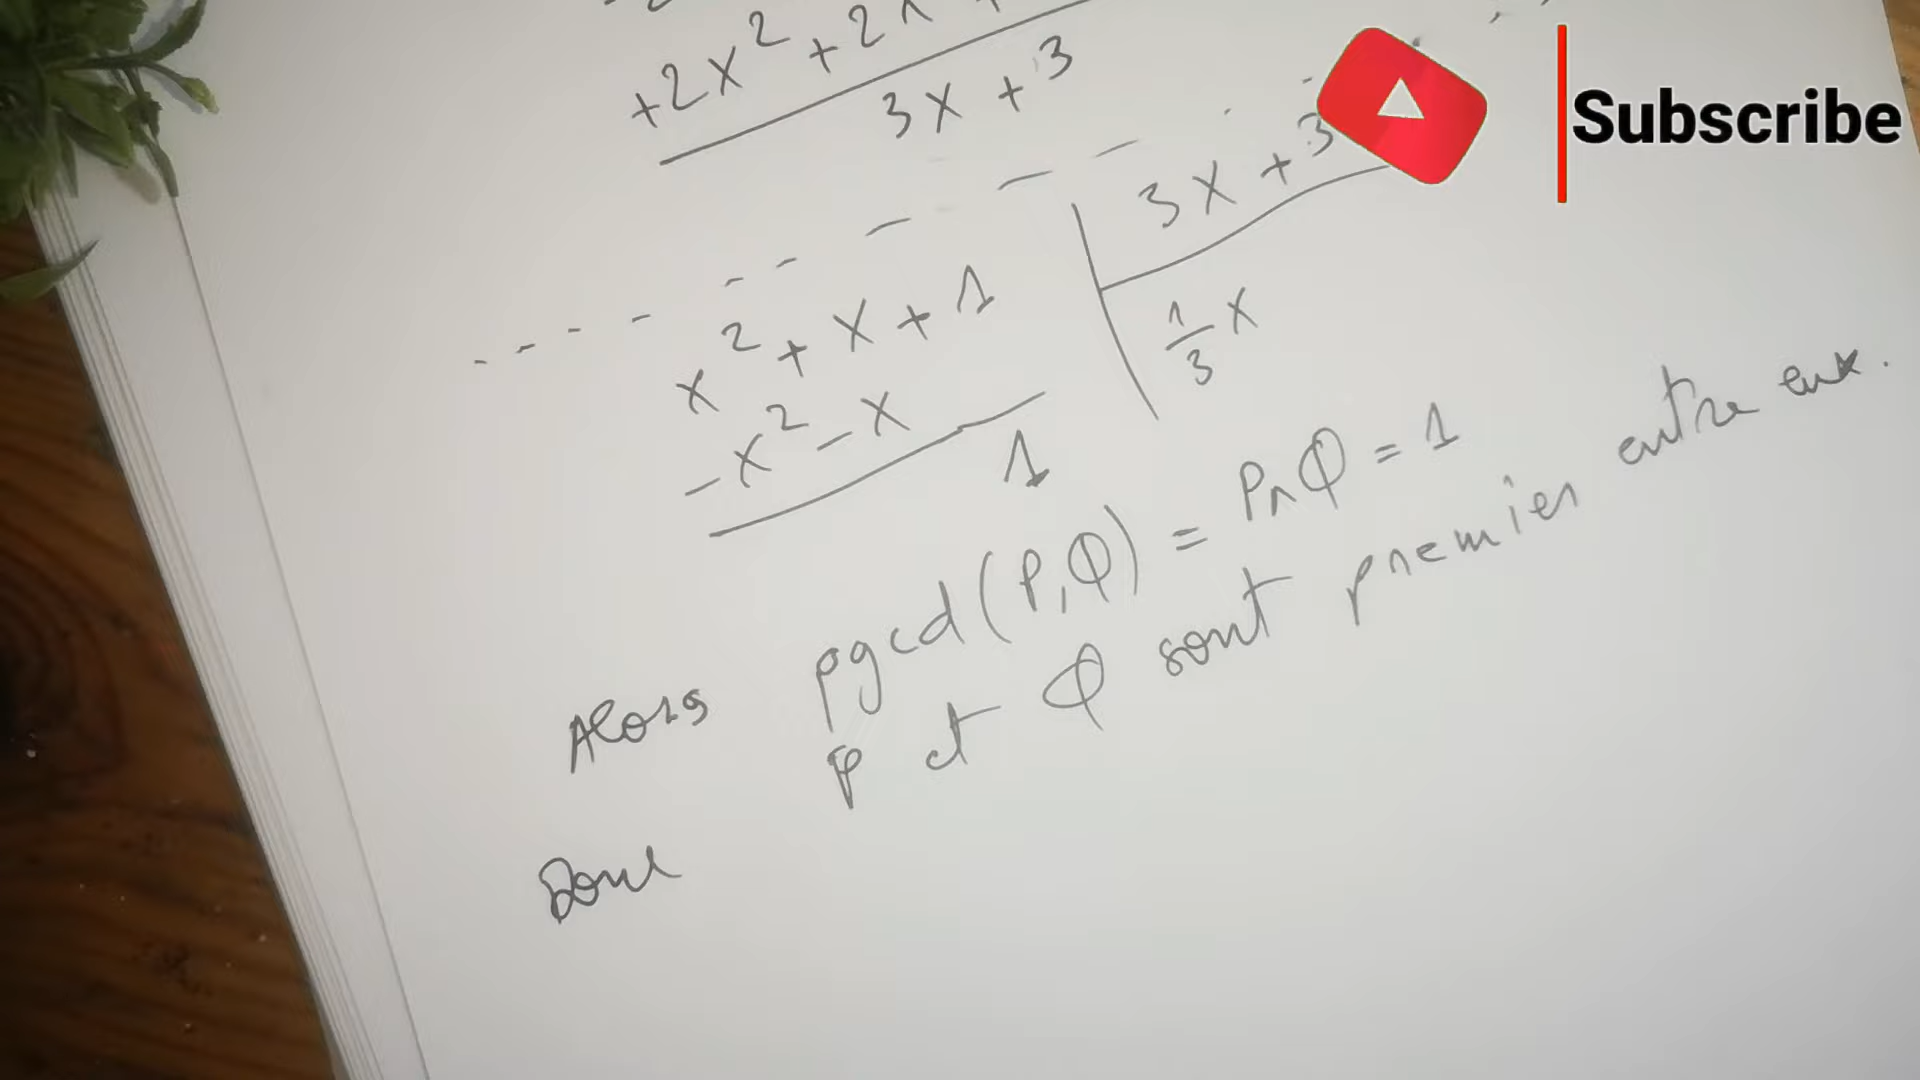 +2X² + 2X
3X + 3
Subscribe
3X + 3
X² + X + 1
1/3 X
-X² - X
1
Alors pgcd(P,Q) = P∧Q = 1
Donc P et Q sont premier entre eux.